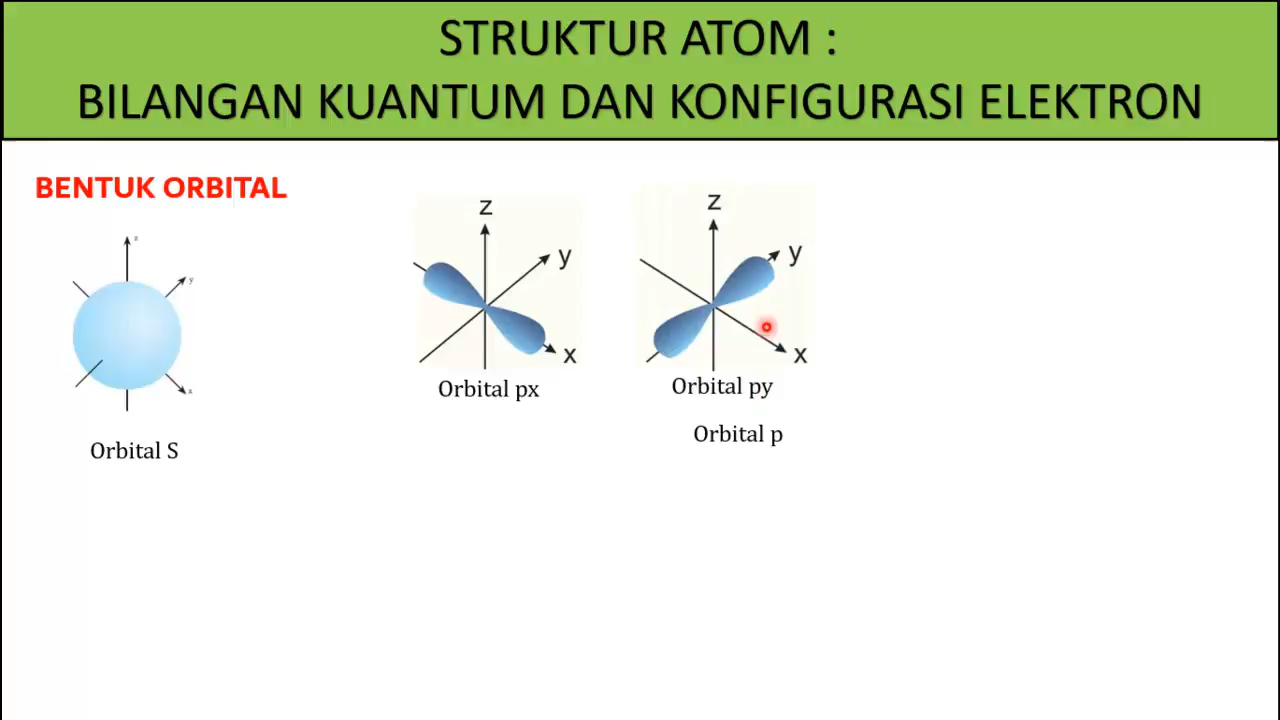 STRUKTUR ATOM :
BILANGAN KUANTUM DAN KONFIGURASI ELEKTRON
BENTUK ORBITAL
z
y
x
Orbital S
z
y
x
Orbital px
z
y
x
Orbital py
Orbital p